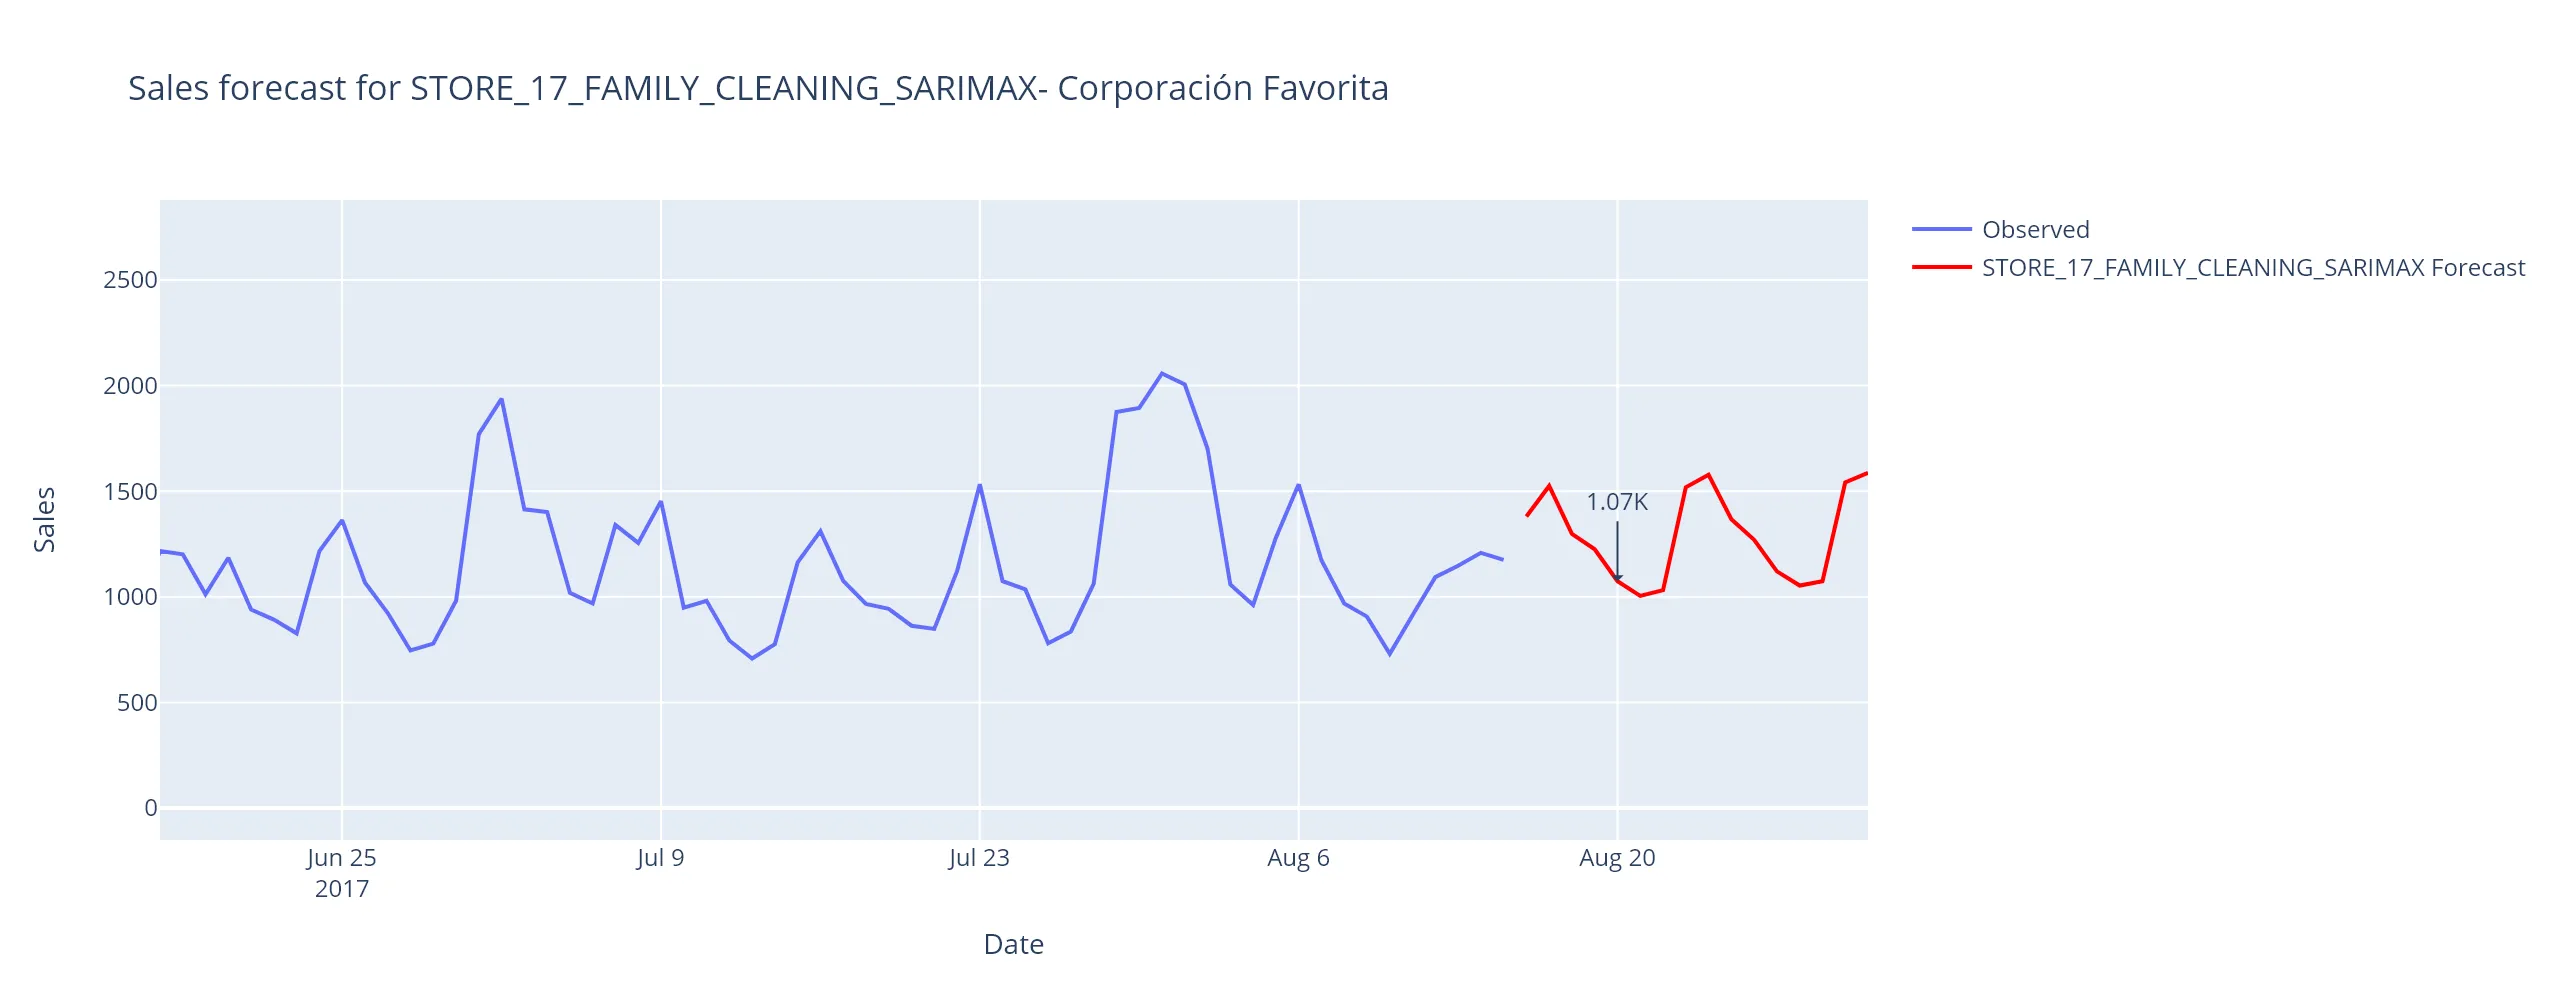 Sales forecast for STORE_17_FAMILY_CLEANING_SARIMAX- Corporación Favorita
Observed
STORE_17_FAMILY_CLEANING_SARIMAX Forecast
2500
2000
1500
1000
500
0
Sales
1.07K
Jun 25
2017
Jul 9
Jul 23
Aug 6
Aug 20
Date